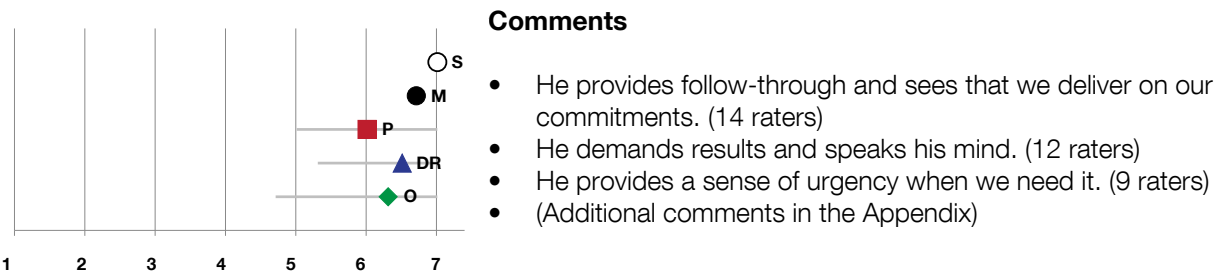 Comments
S
M
P
DR
O
• He provides follow-through and sees that we deliver on our
commitments. (14 raters)
• He demands results and speaks his mind. (12 raters)
• He provides a sense of urgency when we need it. (9 raters)
• (Additional comments in the Appendix)
1 2 3 4 5 6 7